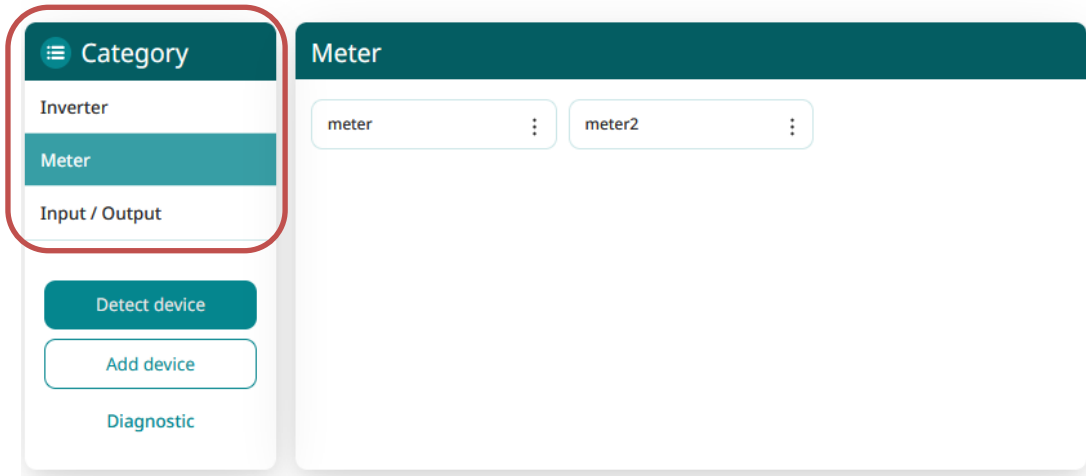 Category
Inverter
Meter
Input / Output
Detect device
Add device
Diagnostic
Meter
meter
meter2